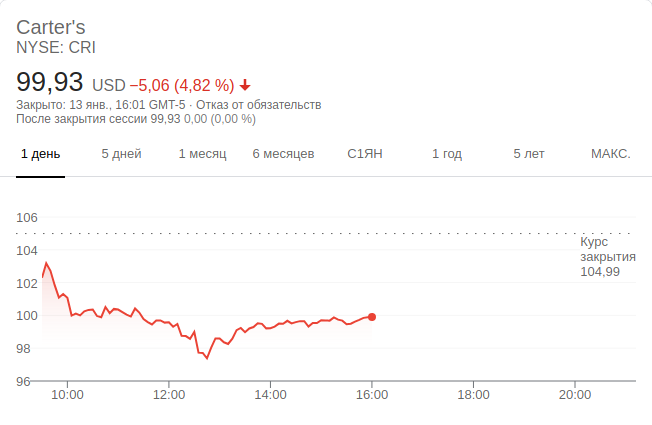 Carter's
NYSE: CRI
99,93 USD −5,06 (4,82 %)
Закрыто: 13 янв., 16:01 GMT-5 · Отказ от обязательств
После закрытия сессии 99,93 0,00 (0,00 %)
1 день 5 дней 1 месяц 6 месяцев С1ЯН 1 год 5 лет МАКС.
106
Курс
закрытия
104,99
104
102
100
98
96
10:00 12:00 14:00 16:00 18:00 20:00